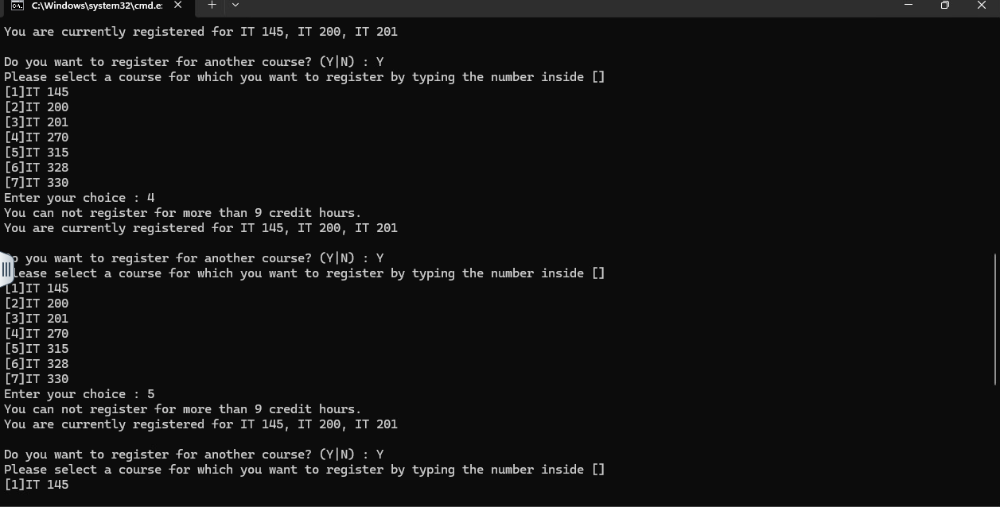 C:\Windows\system32\cmd.e:
You are currently registered for IT 145, IT 200, IT 201
Do you want to register for another course? (Y|N) : Y
Please select a course for which you want to register by typing the number inside []
[1]IT 145
[2]IT 200
[3]IT 201
[4]IT 270
[5]IT 315
[6]IT 328
[7]IT 330
Enter your choice : 4
You can not register for more than 9 credit hours.
You are currently registered for IT 145, IT 200, IT 201
Do you want to register for another course? (Y|N) : Y
Please select a course for which you want to register by typing the number inside []
[1]IT 145
[2]IT 200
[3]IT 201
[4]IT 270
[5]IT 315
[6]IT 328
[7]IT 330
Enter your choice : 5
You can not register for more than 9 credit hours.
You are currently registered for IT 145, IT 200, IT 201
Do you want to register for another course? (Y|N) : Y
Please select a course for which you want to register by typing the number inside []
[1]IT 145